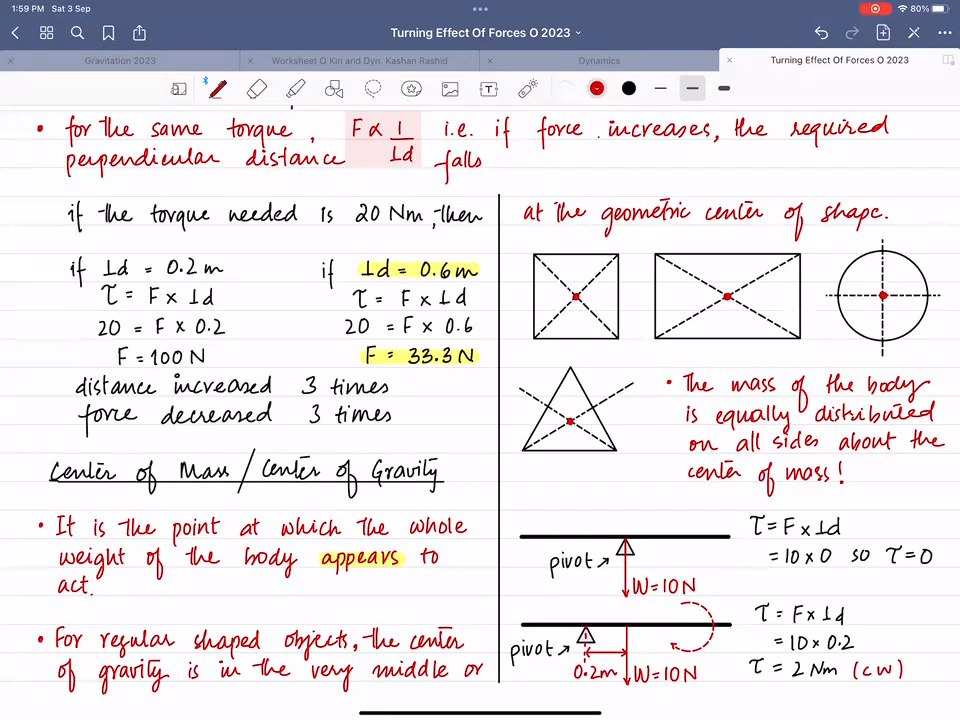 1:59 PM Sat 3 Sep
80%
Turning Effect Of Forces O 2023
Gravitation 2023
Worksheet O Kin and Dyn. Kashan Rashid
Dynamics
Turning Effect Of Forces O 2023
• for the same torque, F ∝ 1/⊥d i.e. if force increases, the required
perpendicular distance falls
if the torque needed is 20 Nm, then
if ⊥d = 0.2 m
τ = F x ⊥d
20 = F x 0.2
F = 100 N
if ⊥d = 0.6 m
τ = F x ⊥d
20 = F x 0.6
F = 33.3 N
distance increased 3 times
force decreased 3 times
Center of Mass / Center of Gravity
• It is the point at which the whole
weight of the body appears to
act.
• For regular shaped objects, the center
of gravity is in the very middle or
at the geometric center of shape.
• The mass of the body
is equally distributed
on all sides about the
center of mass!
pivot
W = 10 N
τ = F x ⊥d
= 10 x 0 so τ = 0
pivot
0.2m
W = 10 N
τ = F x ⊥d
= 10 x 0.2
τ = 2 Nm (CW)